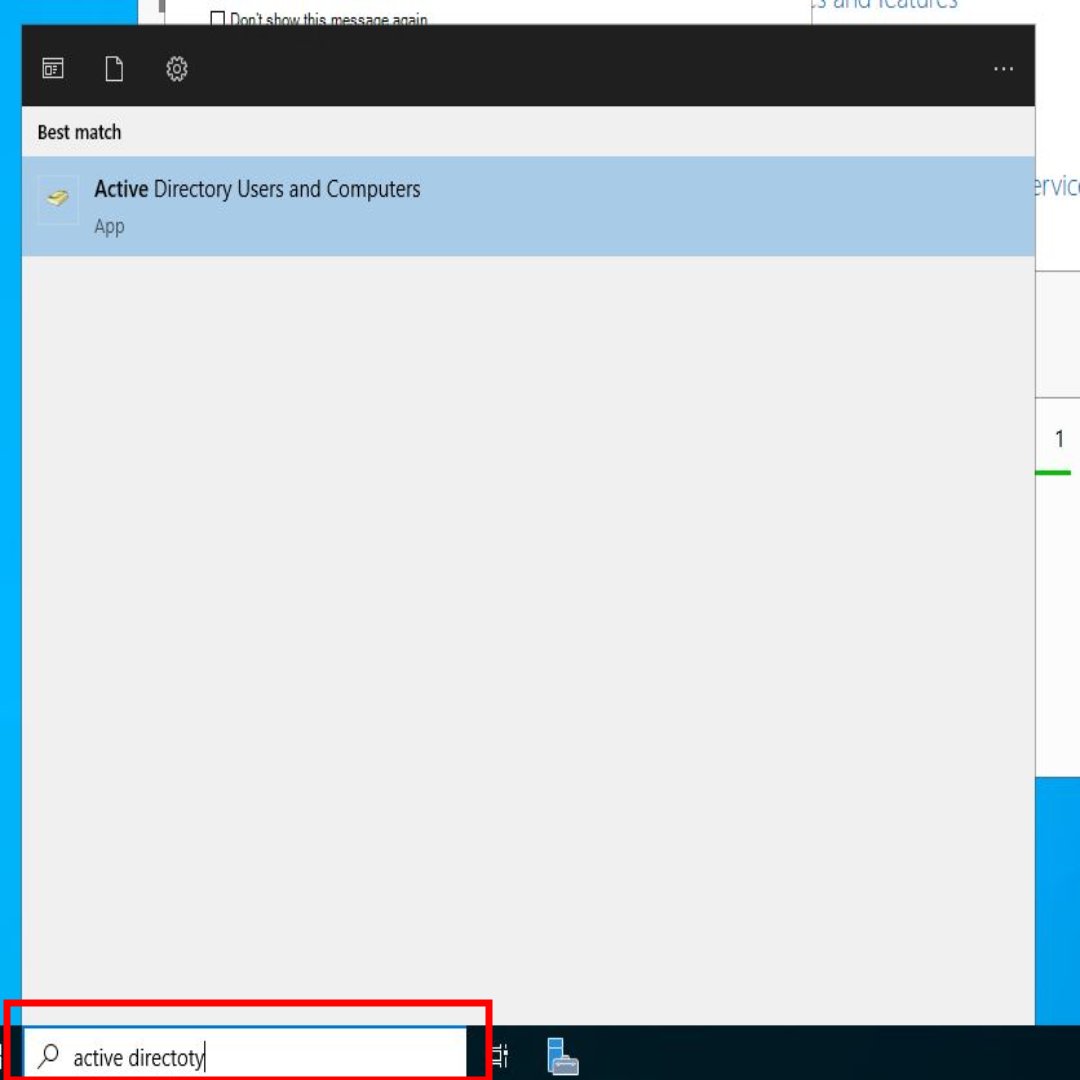 Don't show this message again
s and features
Best match
Active Directory Users and Computers
App
ervic
1
active directoty